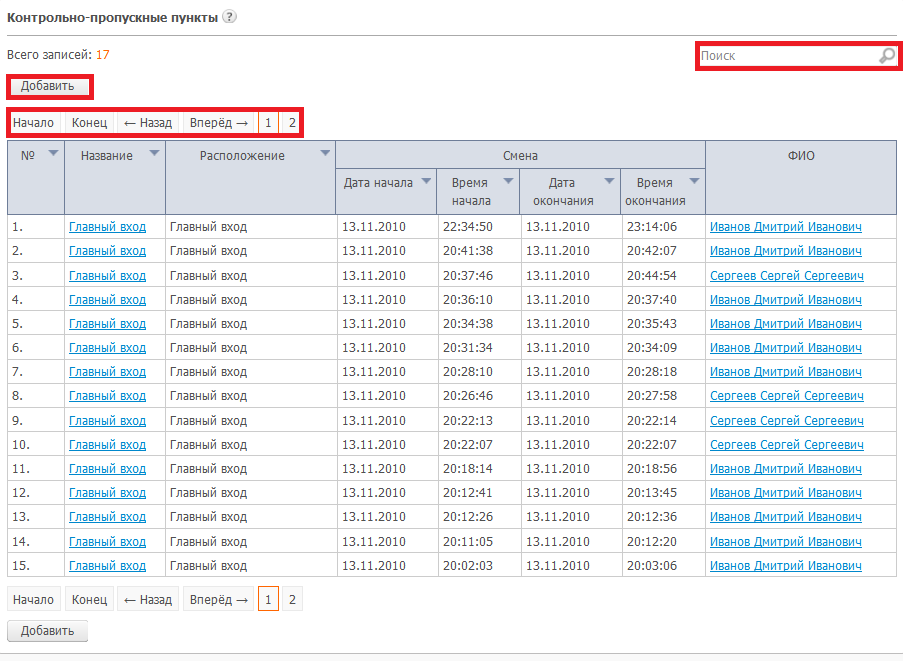 Контрольно-пропускные пункты ?
Всего записей: 17
Поиск
Добавить
Начало Конец ← Назад Вперёд → 1 2
№ Название Расположение Смена ФИО
Дата начала Время начала Дата окончания Время окончания
1. Главный вход Главный вход 13.11.2010 22:34:50 13.11.2010 23:14:06 Иванов Дмитрий Иванович
2. Главный вход Главный вход 13.11.2010 20:41:38 13.11.2010 20:42:07 Иванов Дмитрий Иванович
3. Главный вход Главный вход 13.11.2010 20:37:46 13.11.2010 20:44:54 Сергеев Сергей Сергеевич
4. Главный вход Главный вход 13.11.2010 20:36:10 13.11.2010 20:37:40 Иванов Дмитрий Иванович
5. Главный вход Главный вход 13.11.2010 20:34:38 13.11.2010 20:35:43 Иванов Дмитрий Иванович
6. Главный вход Главный вход 13.11.2010 20:31:34 13.11.2010 20:34:09 Иванов Дмитрий Иванович
7. Главный вход Главный вход 13.11.2010 20:28:10 13.11.2010 20:28:18 Иванов Дмитрий Иванович
8. Главный вход Главный вход 13.11.2010 20:26:46 13.11.2010 20:27:58 Сергеев Сергей Сергеевич
9. Главный вход Главный вход 13.11.2010 20:22:13 13.11.2010 20:22:14 Сергеев Сергей Сергеевич
10. Главный вход Главный вход 13.11.2010 20:22:07 13.11.2010 20:22:07 Сергеев Сергей Сергеевич
11. Главный вход Главный вход 13.11.2010 20:18:14 13.11.2010 20:18:56 Иванов Дмитрий Иванович
12. Главный вход Главный вход 13.11.2010 20:12:41 13.11.2010 20:13:45 Иванов Дмитрий Иванович
13. Главный вход Главный вход 13.11.2010 20:12:26 13.11.2010 20:12:36 Иванов Дмитрий Иванович
14. Главный вход Главный вход 13.11.2010 20:11:05 13.11.2010 20:12:20 Иванов Дмитрий Иванович
15. Главный вход Главный вход 13.11.2010 20:02:03 13.11.2010 20:03:06 Иванов Дмитрий Иванович
Начало Конец ← Назад Вперёд → 1 2
Добавить